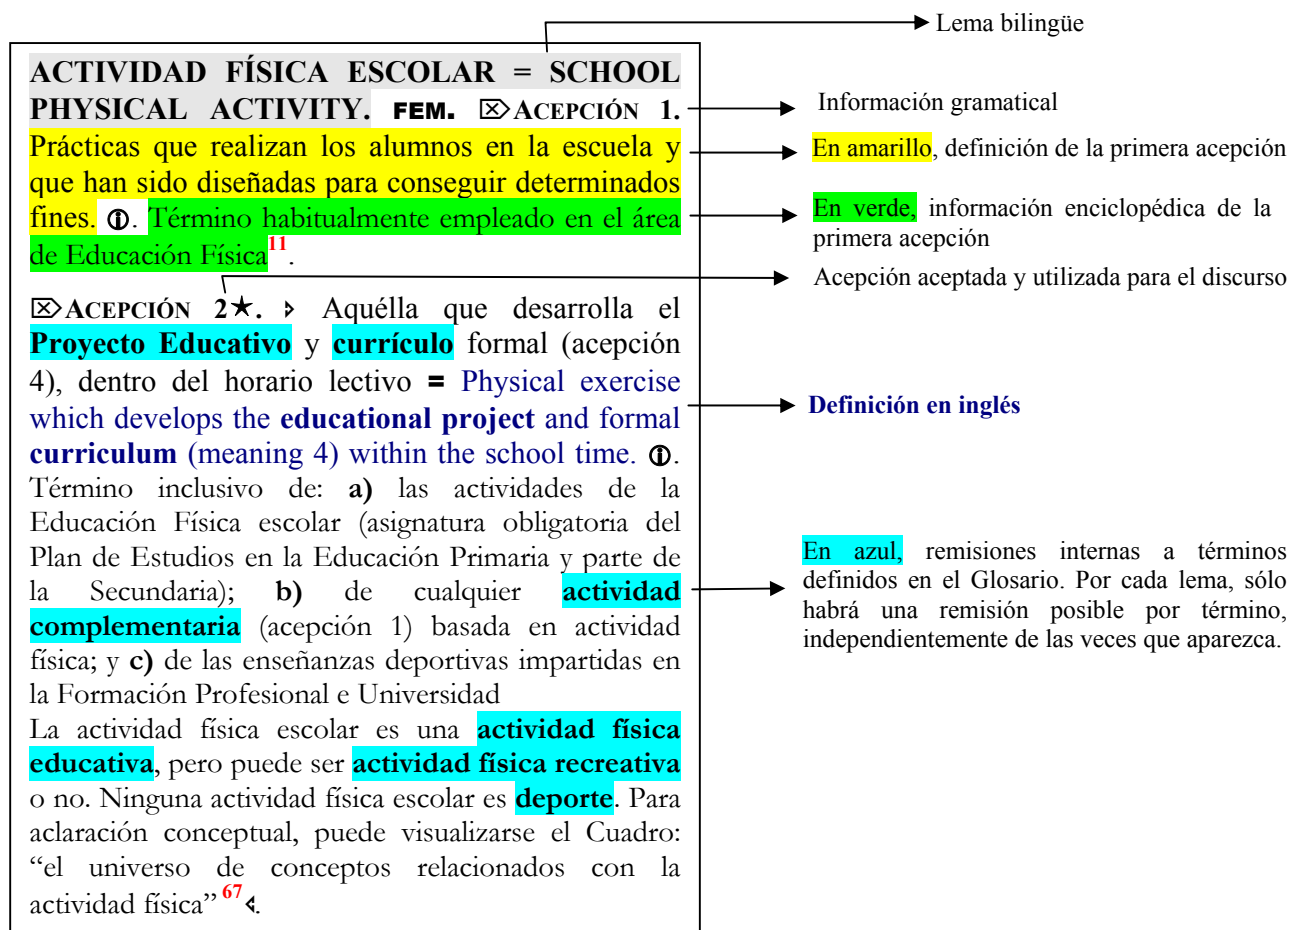 Lema bilingüe
ACTIVIDAD FÍSICA ESCOLAR = SCHOOL
PHYSICAL ACTIVITY. FEM. ⌦ACEPCIÓN 1.
Prácticas que realizan los alumnos en la escuela y
que han sido diseñadas para conseguir determinados
fines. ⓘ. Término habitualmente empleado en el área
de Educación Física11.
⌦ACEPCIÓN 2★. Aquélla que desarrolla el
Proyecto Educativo y currículo formal (acepción
4), dentro del horario lectivo = Physical exercise
which develops the educational project and formal
curriculum (meaning 4) within the school time. ⓘ.
Término inclusivo de: a) las actividades de la
Educación Física escolar (asignatura obligatoria del
Plan de Estudios en la Educación Primaria y parte de
la Secundaria); b) de cualquier actividad
complementaria (acepción 1) basada en actividad
física; y c) de las enseñanzas deportivas impartidas en
la Formación Profesional e Universidad
La actividad física escolar es una actividad física
educativa, pero puede ser actividad física recreativa
o no. Ninguna actividad física escolar es deporte. Para
aclaración conceptual, puede visualizarse el Cuadro:
“el universo de conceptos relacionados con la
actividad física” 67.
Información gramatical
En amarillo, definición de la primera acepción
En verde, información enciclopédica de la
primera acepción
Acepción aceptada y utilizada para el discurso
Definición en inglés
En azul, remisiones internas a términos
definidos en el Glosario. Por cada lema, sólo
habrá una remisión posible por término,
independientemente de las veces que aparezca.